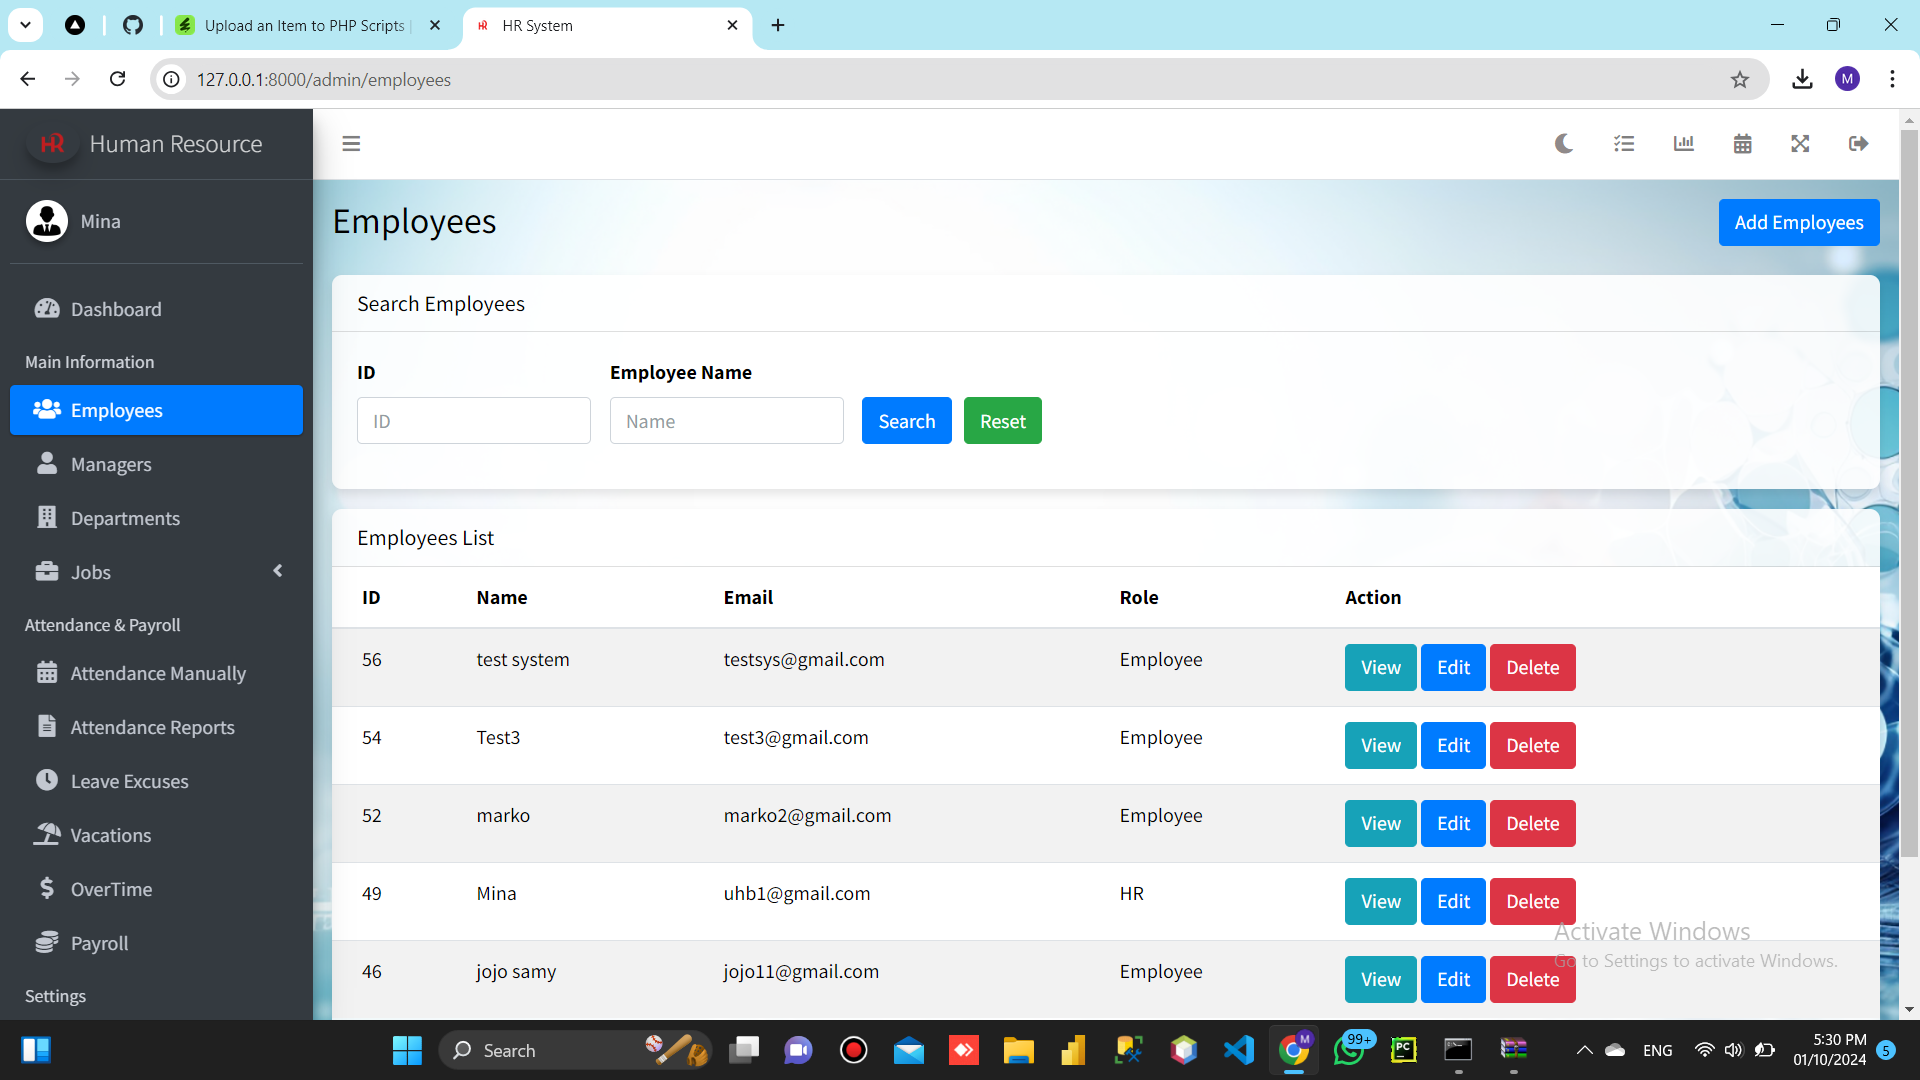 Upload an Item to PHP Scripts |
HR System
127.0.0.1:8000/admin/employees
M
HR Human Resource
Mina
Dashboard
Main Information
Employees
Managers
Departments
Jobs
Attendance & Payroll
Attendance Manually
Attendance Reports
Leave Excuses
Vacations
OverTime
Payroll
Settings
Employees
Add Employees
Search Employees
ID Employee Name
ID Name Search Reset
Employees List
ID Name Email Role Action
56 test system testsys@gmail.com Employee View Edit Delete
54 Test3 test3@gmail.com Employee View Edit Delete
52 marko marko2@gmail.com Employee View Edit Delete
49 Mina uhb1@gmail.com HR View Edit Delete
46 jojo samy jojo11@gmail.com Employee View Edit Delete
Activate Windows
Go to Settings to activate Windows.
Search
M
99+
PC
ENG
5:30 PM
01/10/2024
5